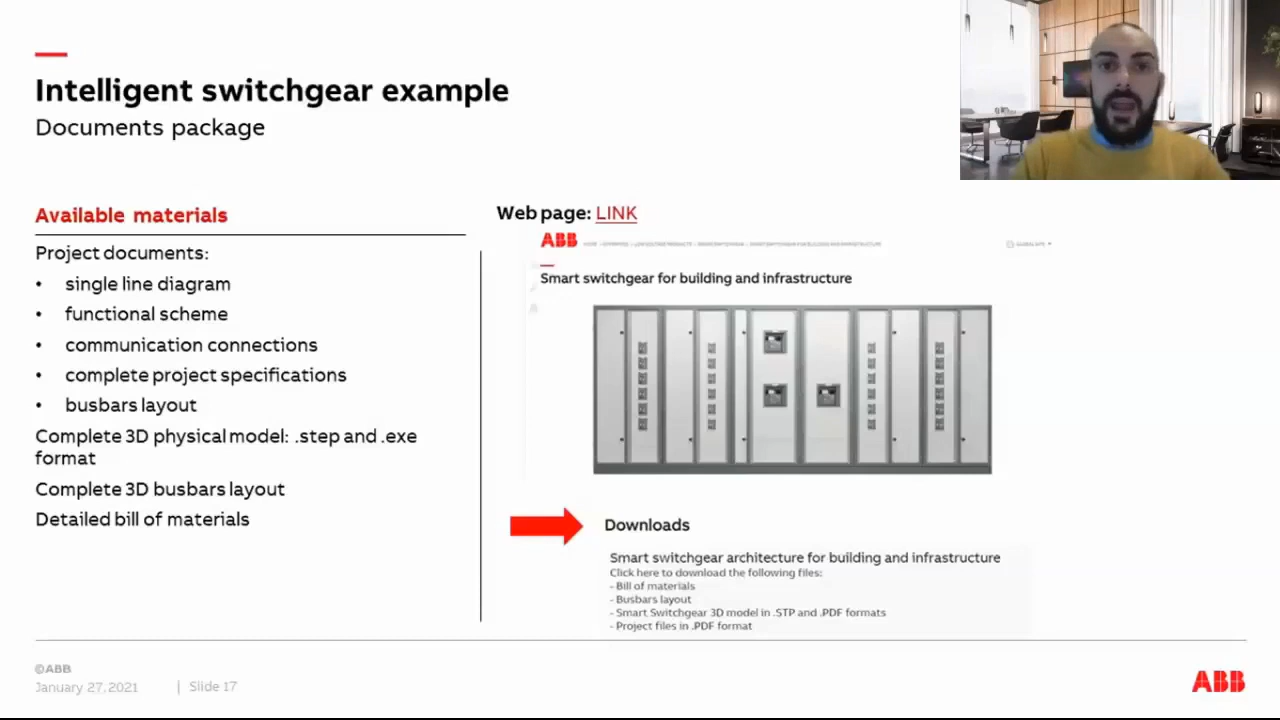 Intelligent switchgear example
Documents package
Available materials
Project documents:
• single line diagram
• functional scheme
• communication connections
• complete project specifications
• busbars layout
Complete 3D physical model: .step and .exe
format
Complete 3D busbars layout
Detailed bill of materials
Web page: LINK
ABB
Smart switchgear for building and infrastructure
Downloads
Smart switchgear architecture for building and infrastructure
Click here to download the following files:
- Bill of materials
- Busbars layout
- Smart Switchgear 3D model in .STP and .PDF formats
- Project files in .PDF format
©ABB
January 27, 2021 | Slide 17
ABB